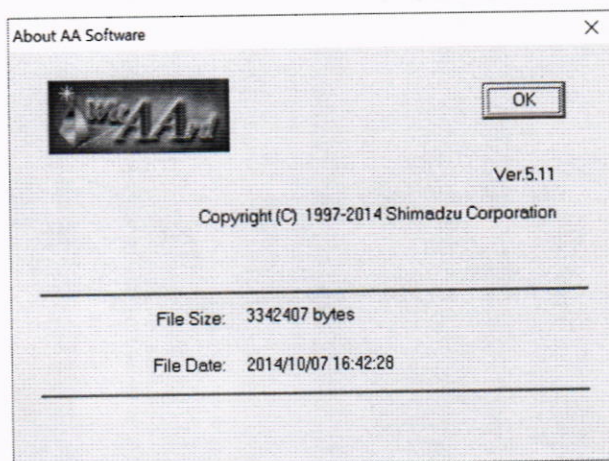 About AA Software
WizAArd
OK
Ver.5.11
Copyright (C) 1997-2014 Shimadzu Corporation
File Size: 3342407 bytes
File Date: 2014/10/07 16:42:28